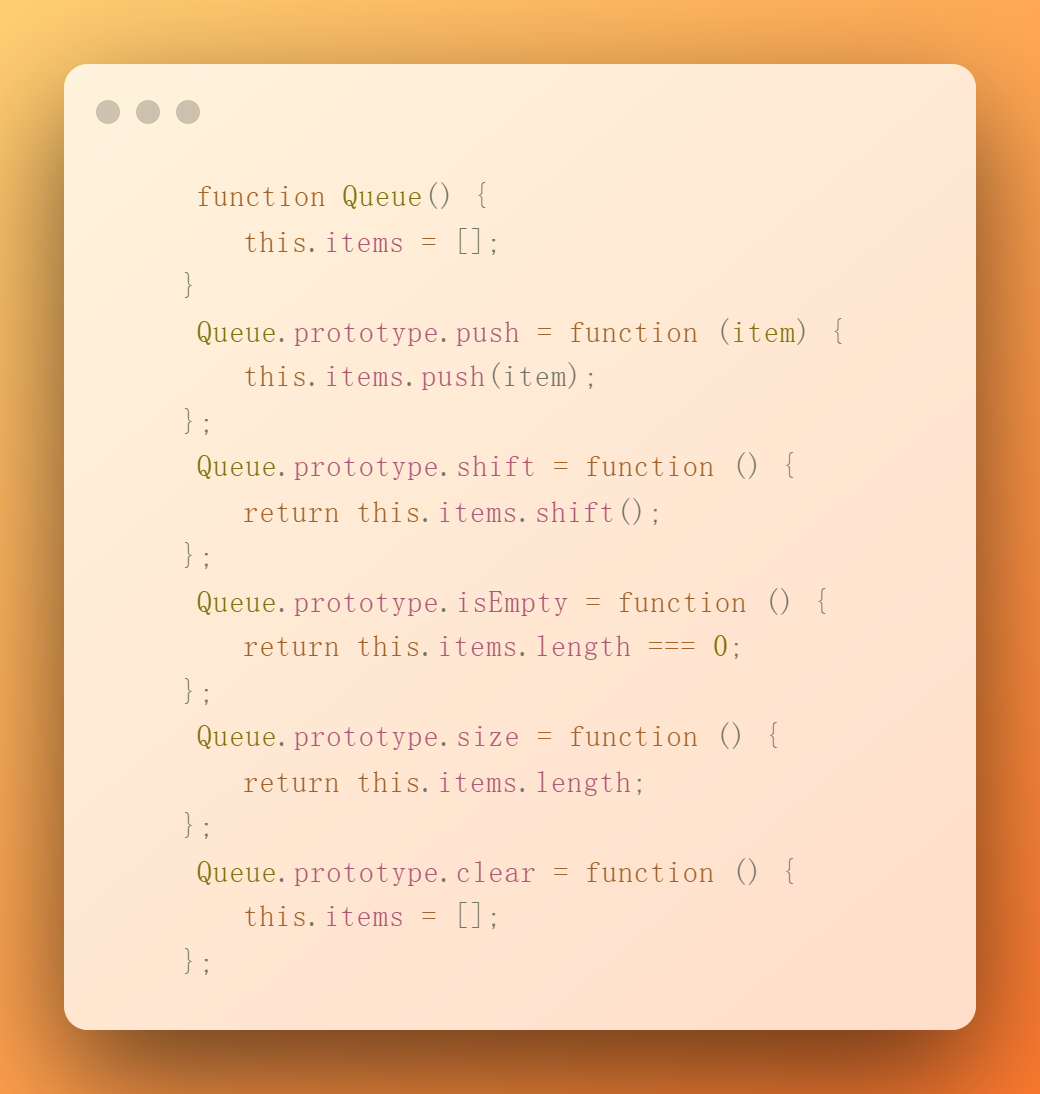 function Queue() {
this.items = [];
}
Queue.prototype.push = function (item) {
this.items.push(item);
};
Queue.prototype.shift = function () {
return this.items.shift();
};
Queue.prototype.isEmpty = function () {
return this.items.length === 0;
};
Queue.prototype.size = function () {
return this.items.length;
};
Queue.prototype.clear = function () {
this.items = [];
};